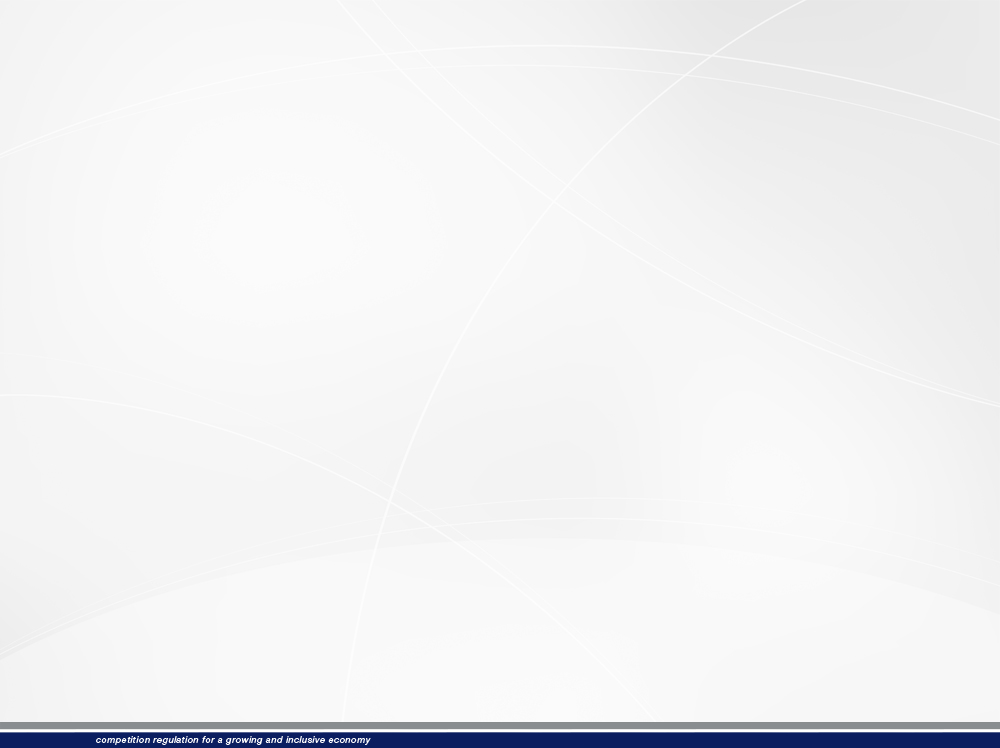 competition regulation for a growing and inclusive economy